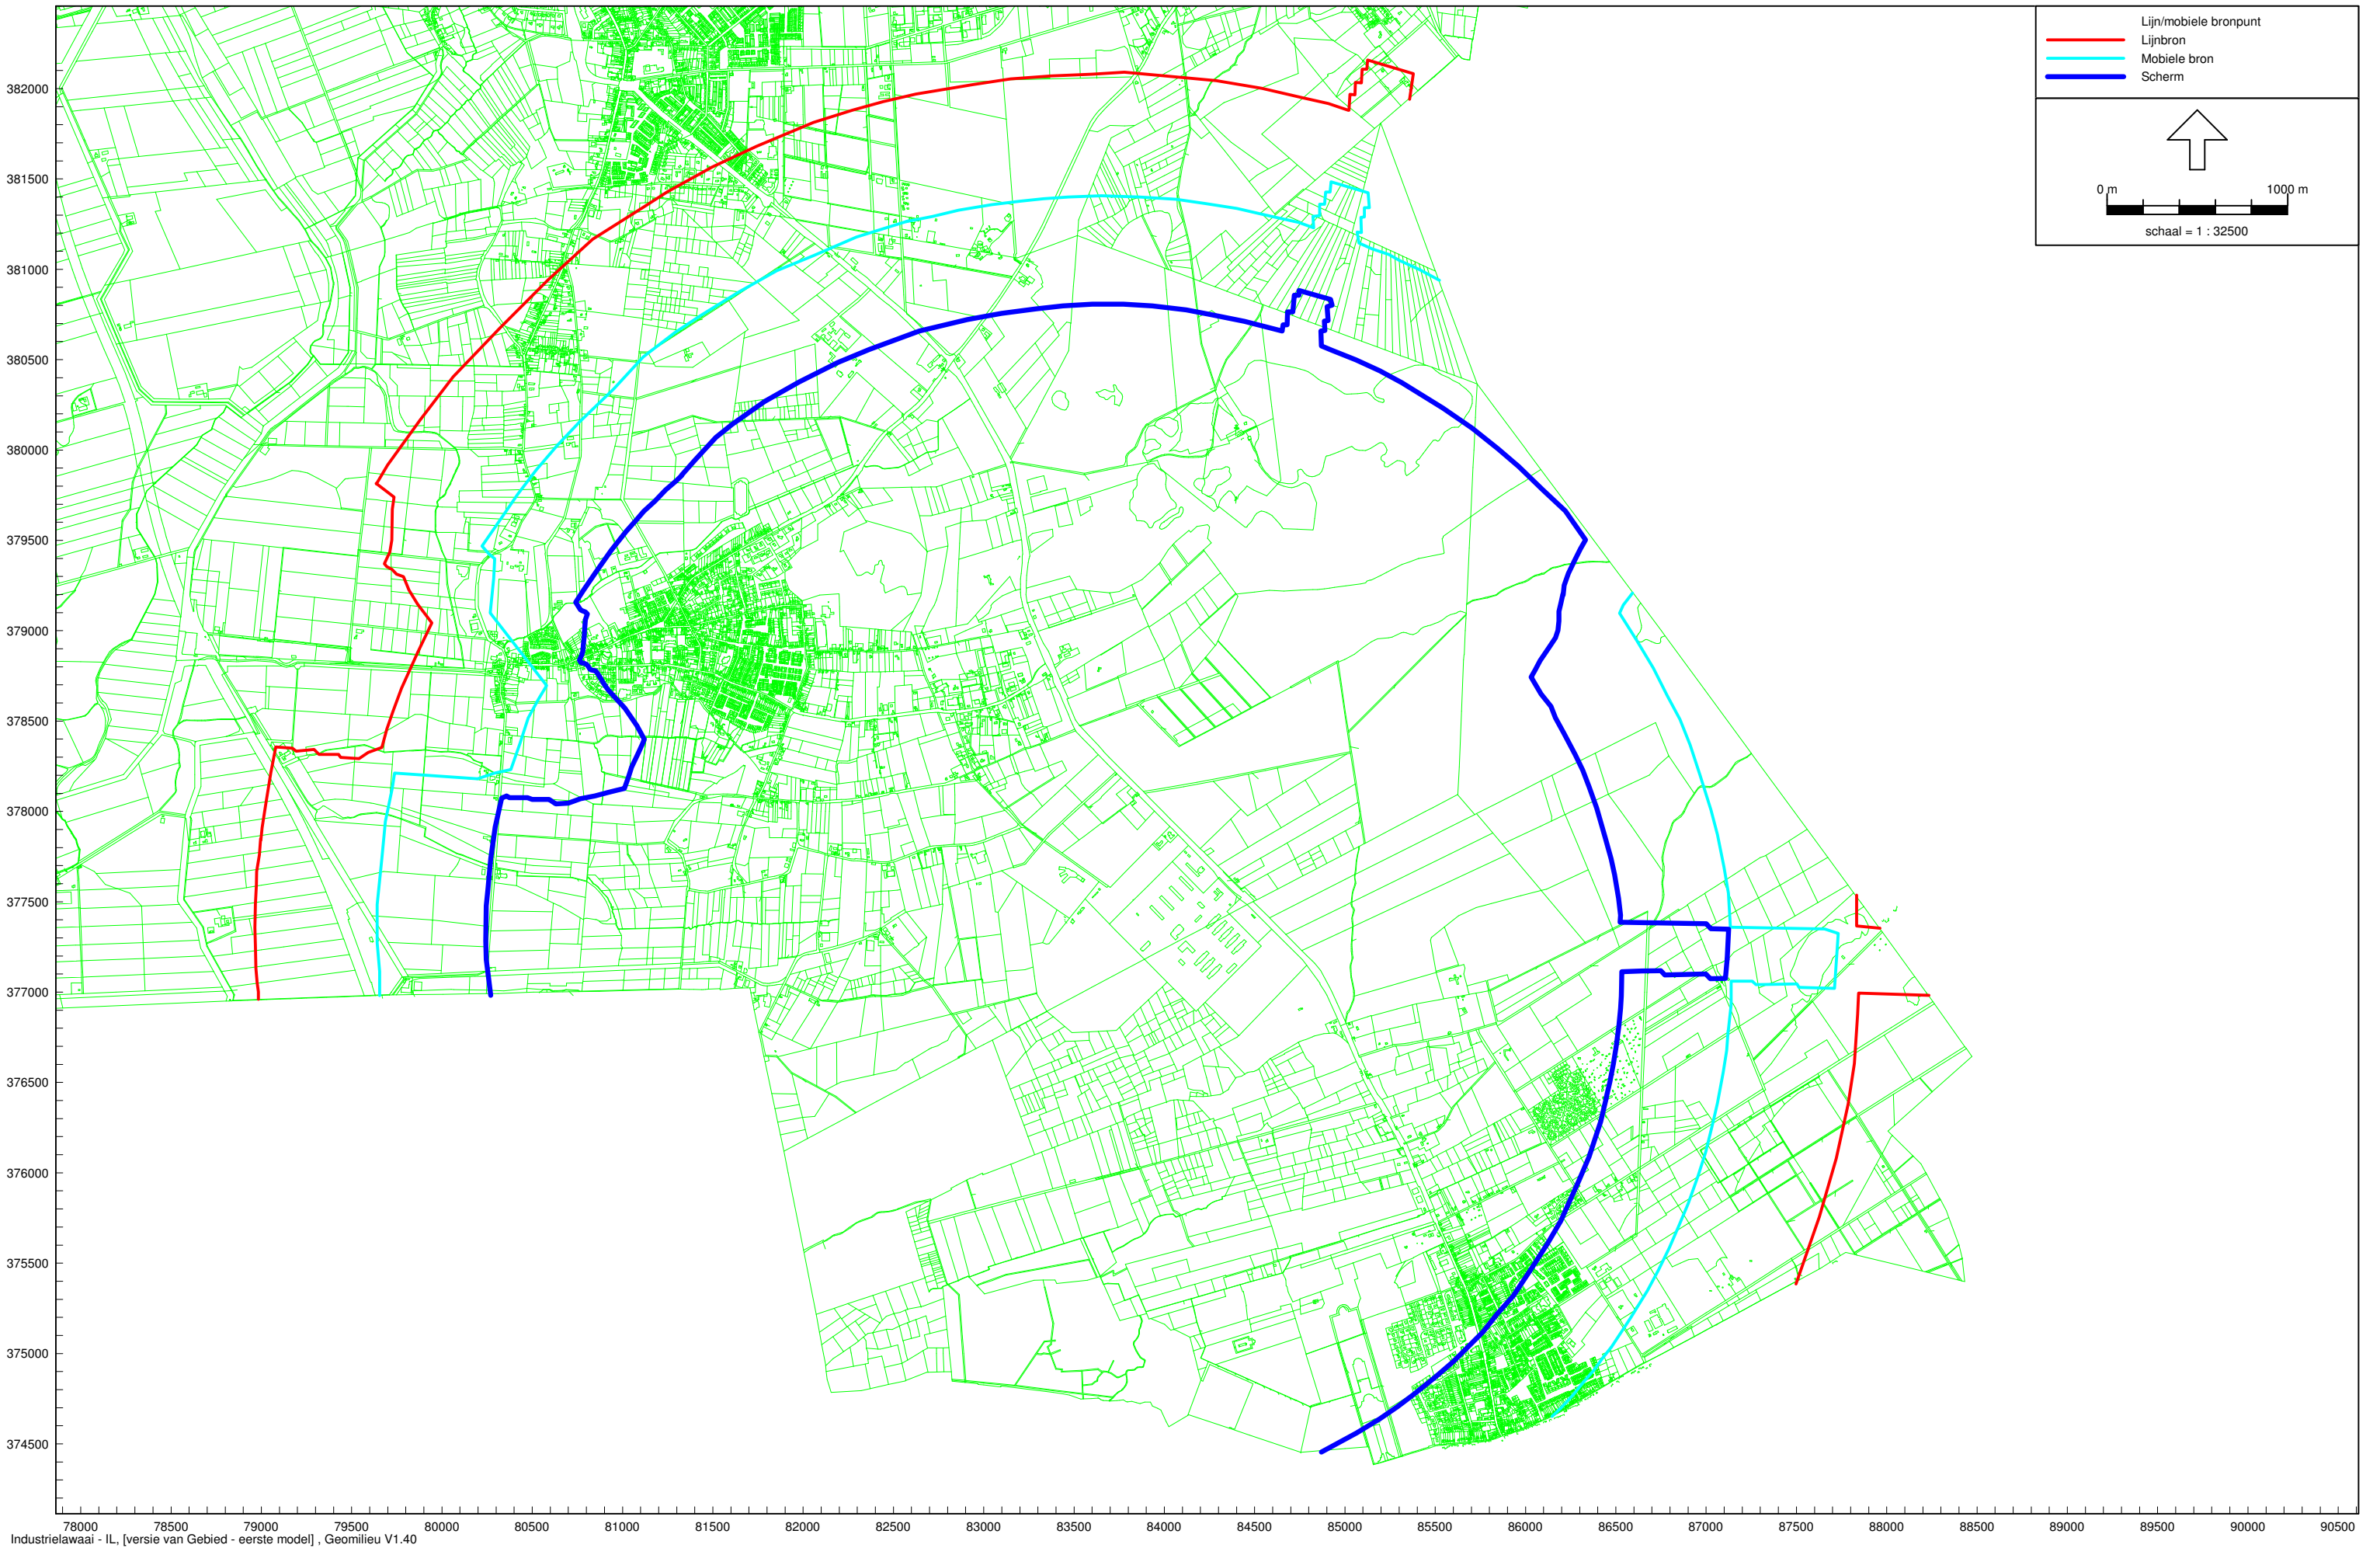 Lijn/mobiele bronpunt
Lijnbron
Mobiele bron
Scherm
0 m 1000 m
schaal = 1 : 32500
382000
381500
381000
380500
380000
379500
379000
378500
378000
377500
377000
376500
376000
375500
375000
374500
78000 78500 79000 79500 80000 80500 81000 81500 82000 82500 83000 83500 84000 84500 85000 85500 86000 86500 87000 87500 88000 88500 89000 89500 90000 90500
Industrielawaai - IL, [versie van Gebied - eerste model] , Geomilieu V1.40